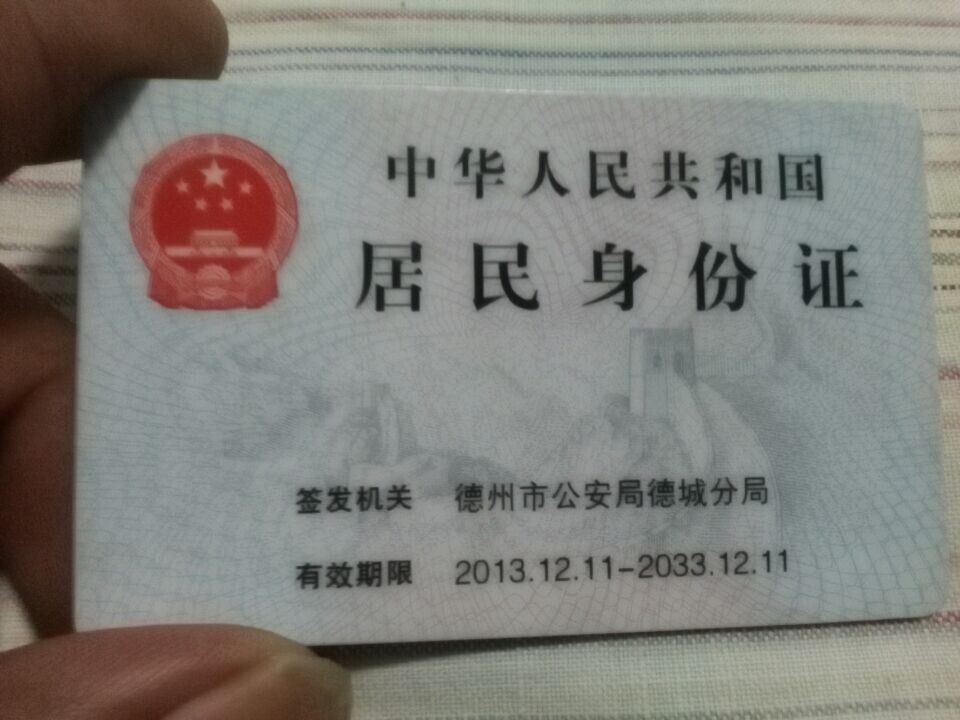 中华人民共和国
居民身份证
签发机关 德州市公安局德城分局
有效期限 2013.12.11-2033.12.11